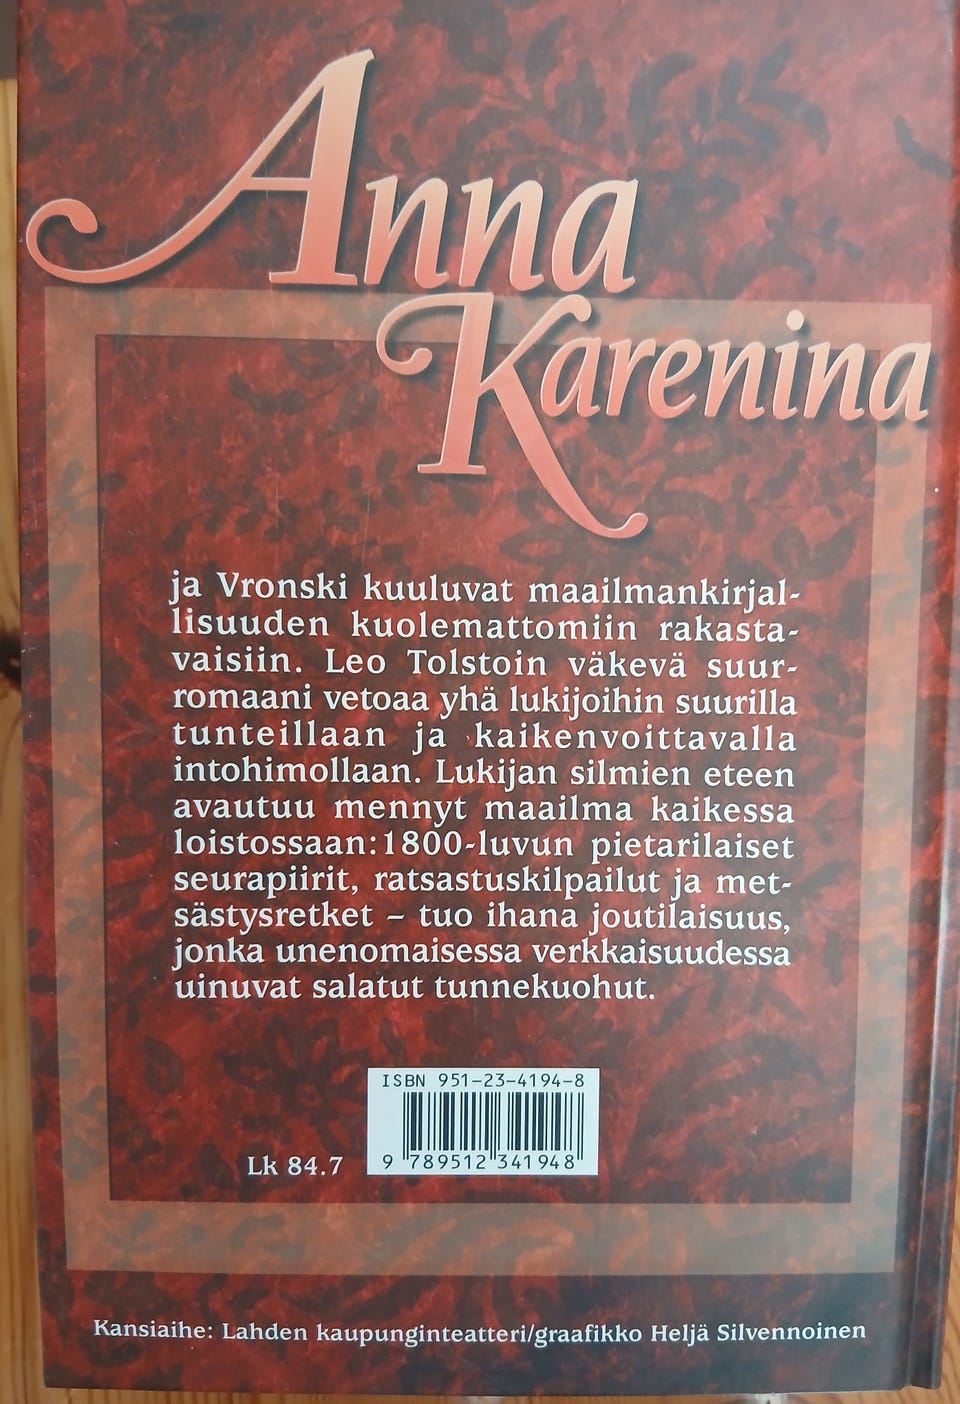 Anna
Karenina
ja Vronski kuuluvat maailmankirjal-
lisuuden kuolemattomiin rakasta-
vaisiin. Leo Tolstoin väkevä suur-
romaani vetoaa yhä lukijoihin suurilla
tunteillaan ja kaikenvoittavalla
intohimollaan. Lukijan silmien eteen
avautuu mennyt maailma kaikessa
loistossaan:1800-luvun pietarilaiset
seurapiirit, ratsastuskilpailut ja met-
sästysretket – tuo ihana joutilaisuus,
jonka unenomaisessa verkkaisuudessa
uinuvat salatut tunnekuohut.
ISBN 951-23-4194-8
9 789512 341948
Lk 84.7
Kansiaihe: Lahden kaupunginteatteri/graafikko Heljä Silvennoinen